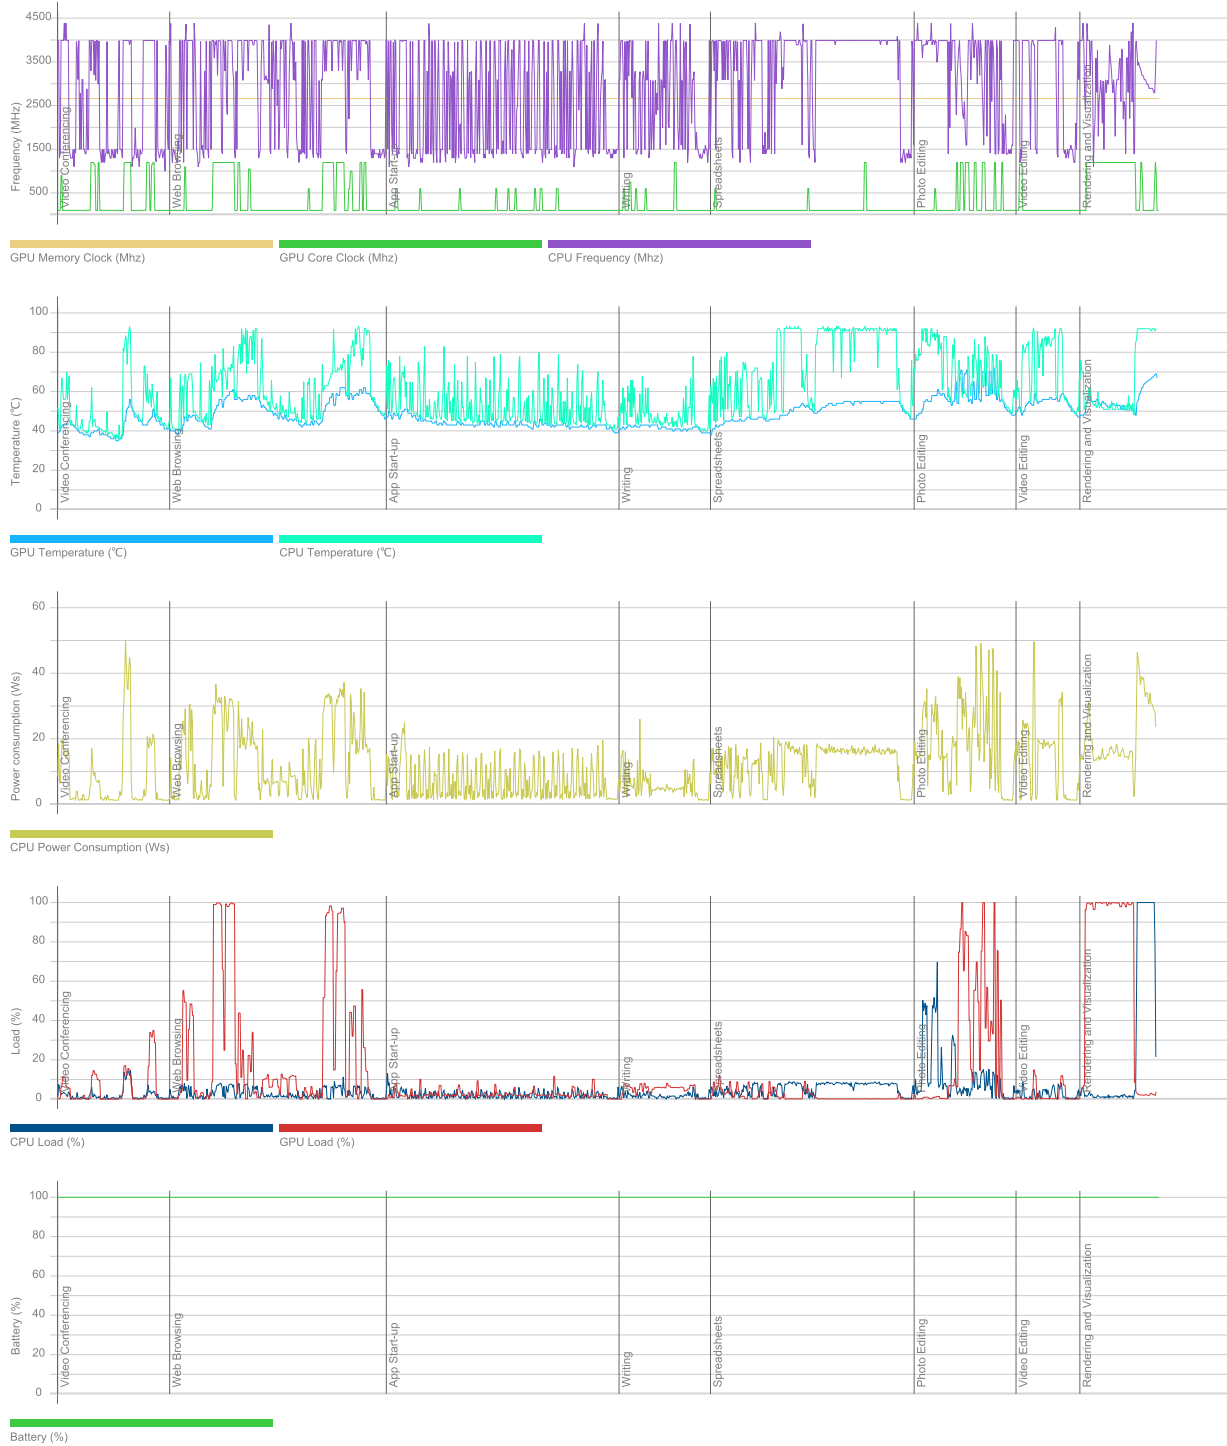 Frequency (MHz)
4500
3500
2500
1500
500
Video Conferencing
Web Browsing
App Start-up
Writing
Spreadsheets
Photo Editing
Video Editing
Rendering and Visualization
GPU Memory Clock (Mhz)
GPU Core Clock (Mhz)
CPU Frequency (Mhz)
Temperature (℃)
100
80
60
40
20
0
Video Conferencing
Web Browsing
App Start-up
Writing
Spreadsheets
Photo Editing
Video Editing
Rendering and Visualization
GPU Temperature (℃)
CPU Temperature (℃)
Power consumption (Ws)
60
40
20
0
Video Conferencing
Web Browsing
App Start-up
Writing
Spreadsheets
Photo Editing
Video Editing
Rendering and Visualization
CPU Power Consumption (Ws)
Load (%)
100
80
60
40
20
0
Video Conferencing
Web Browsing
App Start-up
Writing
Spreadsheets
Photo Editing
Video Editing
Rendering and Visualization
CPU Load (%)
GPU Load (%)
Battery (%)
100
80
60
40
20
0
Video Conferencing
Web Browsing
App Start-up
Writing
Spreadsheets
Photo Editing
Video Editing
Rendering and Visualization
Battery (%)